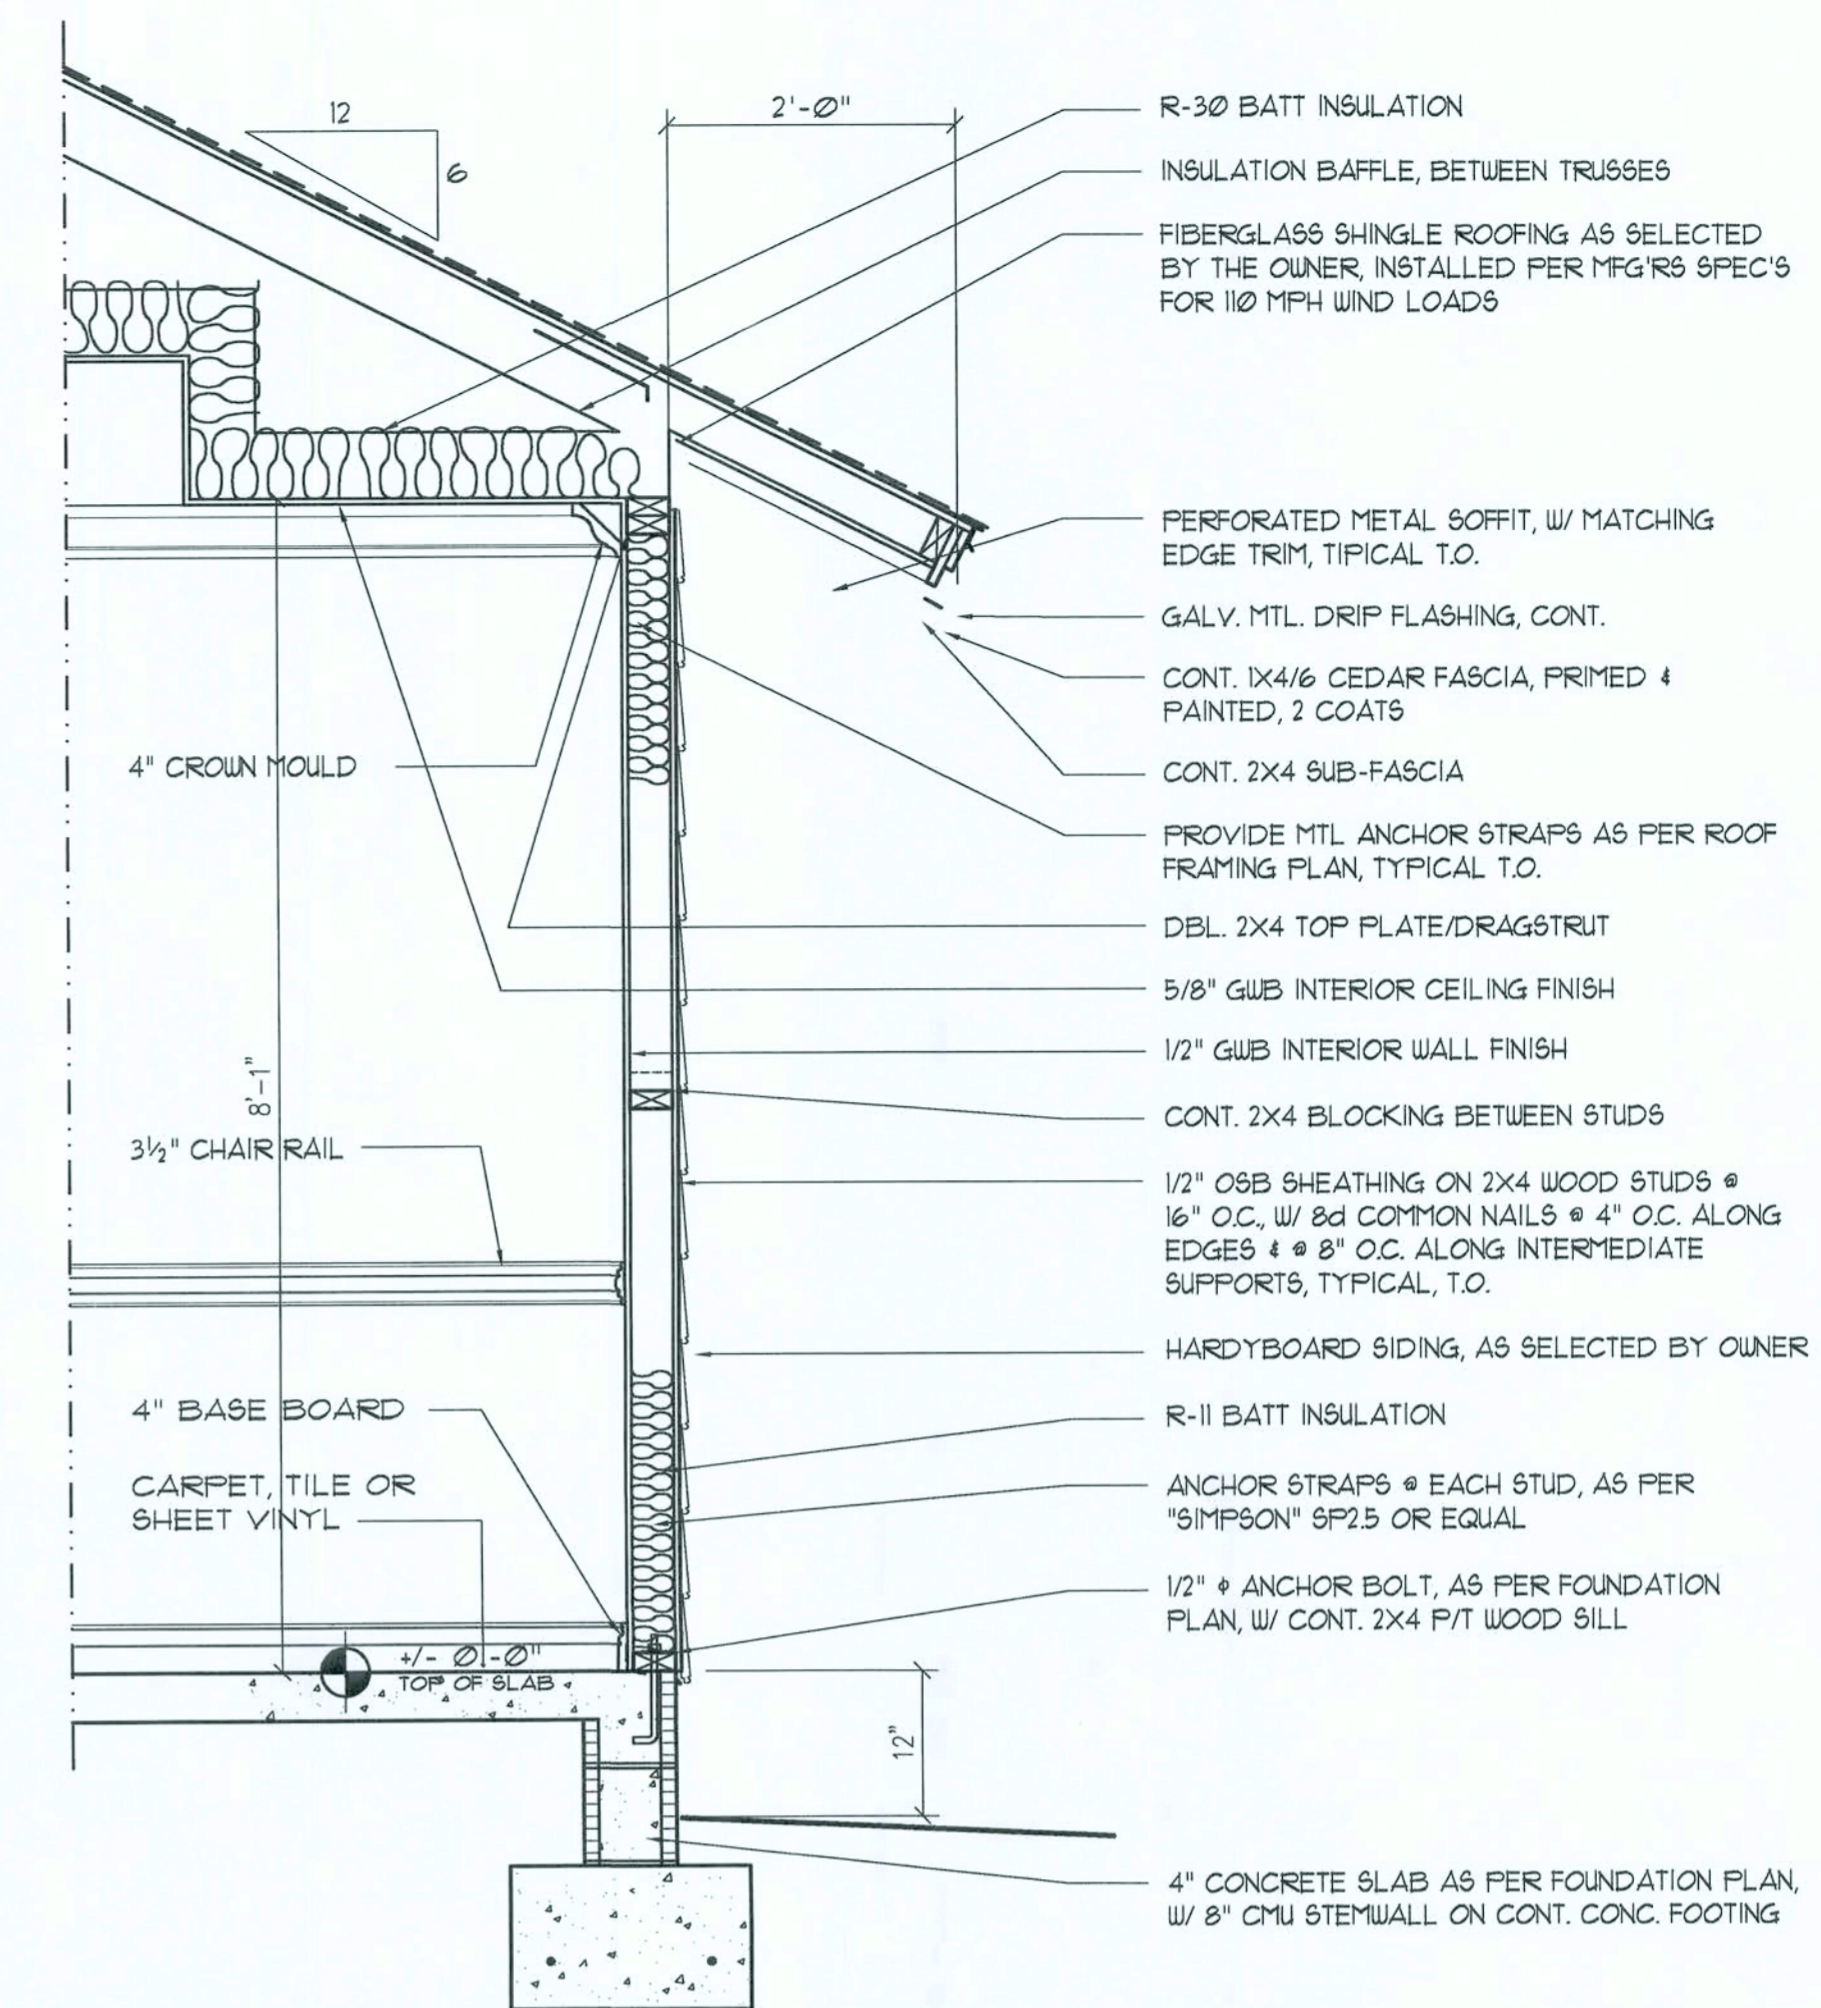 12
6
2'-0"
R-30 BATT INSULATION
INSULATION BAFFLE, BETWEEN TRUSSES
FIBERGLASS SHINGLE ROOFING AS SELECTED
BY THE OWNER, INSTALLED PER MFG'RS SPEC'S
FOR 110 MPH WIND LOADS
PERFORATED METAL SOFFIT, W/ MATCHING
EDGE TRIM, TIPICAL T.O.
GALV. MTL. DRIP FLASHING, CONT.
CONT. 1X4/6 CEDAR FASCIA, PRIMED &
PAINTED, 2 COATS
CONT. 2X4 SUB-FASCIA
PROVIDE MTL ANCHOR STRAPS AS PER ROOF
FRAMING PLAN, TYPICAL T.O.
DBL. 2X4 TOP PLATE/DRAGSTRUT
5/8" GWB INTERIOR CEILING FINISH
1/2" GWB INTERIOR WALL FINISH
CONT. 2X4 BLOCKING BETWEEN STUDS
1/2" OSB SHEATHING ON 2X4 WOOD STUDS @
16" O.C., W/ 8d COMMON NAILS @ 4" O.C. ALONG
EDGES & @ 8" O.C. ALONG INTERMEDIATE
SUPPORTS, TYPICAL, T.O.
HARDYBOARD SIDING, AS SELECTED BY OWNER
R-11 BATT INSULATION
ANCHOR STRAPS @ EACH STUD, AS PER
"SIMPSON" SP2.5 OR EQUAL
1/2" ϕ ANCHOR BOLT, AS PER FOUNDATION
PLAN, W/ CONT. 2X4 P/T WOOD SILL
4" CONCRETE SLAB AS PER FOUNDATION PLAN,
W/ 8" CMU STEMWALL ON CONT. CONC. FOOTING
4" CROWN MOULD
8'-1"
3½" CHAIR RAIL
4" BASE BOARD
CARPET, TILE OR
SHEET VINYL
+/- 0'-0"
TOP OF SLAB
12"